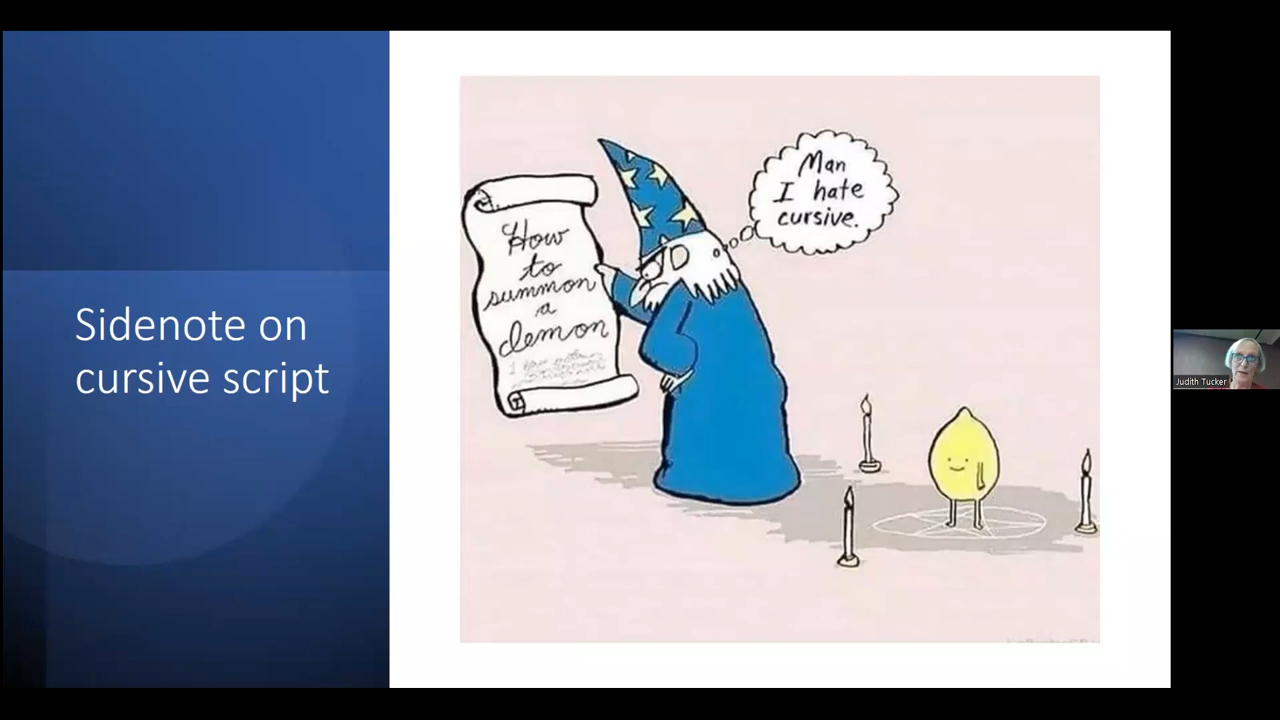 Sidenote on
cursive script
How
to
summon
a
demon
Man
I hate
cursive.
Judith Tucker